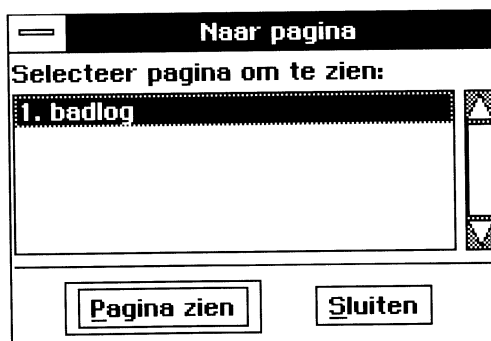 Naar pagina
Selecteer pagina om te zien:
1. badlog
Pagina zien
Sluiten